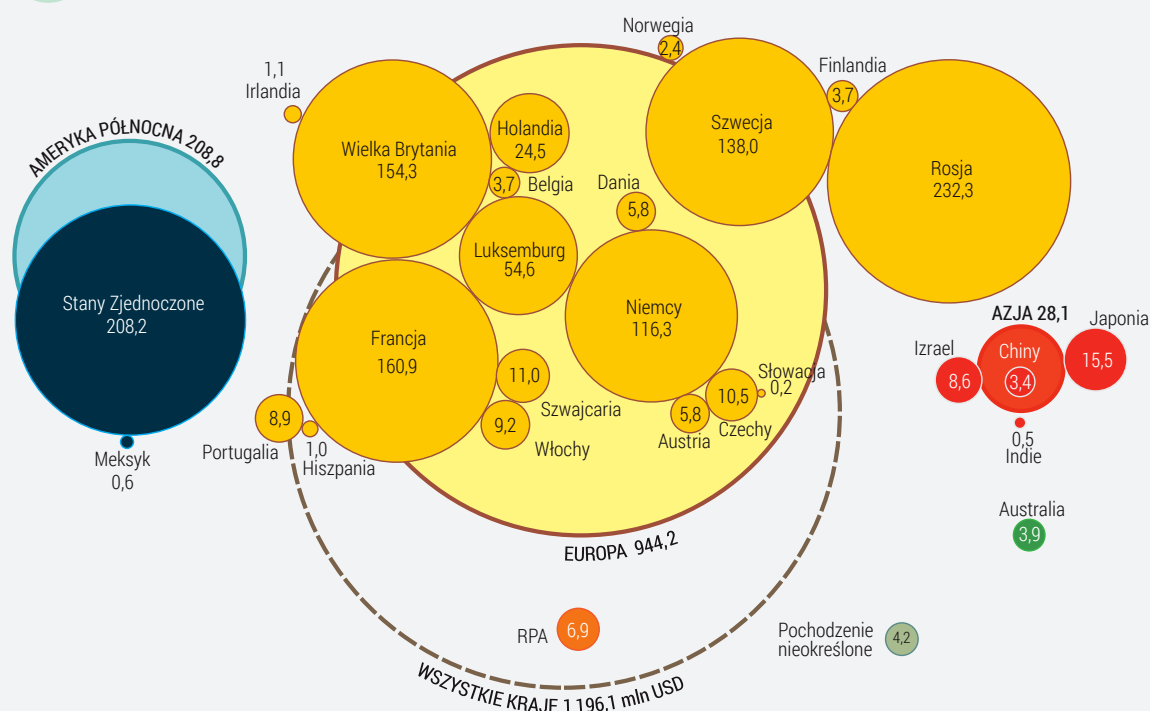 Norwegia
2,4
1,1
Irlandia
Finlandia
3,7
AMERYKA PÓŁNOCNA 208,8
Wielka Brytania
154,3
Holandia
24,5
Szwecja
138,0
Rosja
232,3
3,7 Belgia
Dania
5,8
Luksemburg
54,6
Stany Zjednoczone
208,2
Niemcy
116,3
Francja
160,9
AZJA 28,1
Japonia
15,5
Izrael
8,6
Chiny
3,4
11,0
Szwajcaria
Słowacja
0,2
10,5
Czechy
5,8
Austria
9,2
Włochy
8,9
Portugalia
1,0
Hiszpania
Meksyk
0,6
0,5
Indie
Australia
3,9
EUROPA 944,2
RPA 6,9
Pochodzenie
nieokreślone
4,2
WSZYSTKIE KRAJE 1 196,1 mln USD